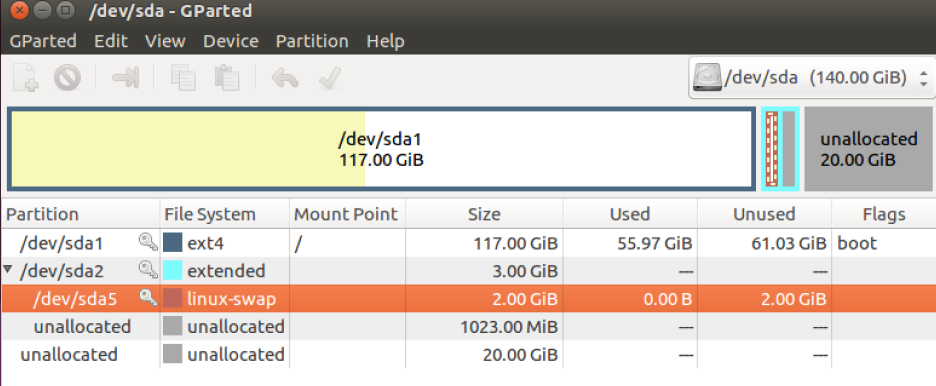 /dev/sda - GParted
GParted Edit View Device Partition Help
/dev/sda (140.00 GiB)
/dev/sda1
117.00 GiB
unallocated
20.00 GiB
Partition File System Mount Point Size Used Unused Flags
/dev/sda1 ext4 / 117.00 GiB 55.97 GiB 61.03 GiB boot
/dev/sda2 extended 3.00 GiB --- ---
/dev/sda5 linux-swap 2.00 GiB 0.00 B 2.00 GiB
unallocated unallocated 1023.00 MiB --- ---
unallocated unallocated 20.00 GiB --- ---